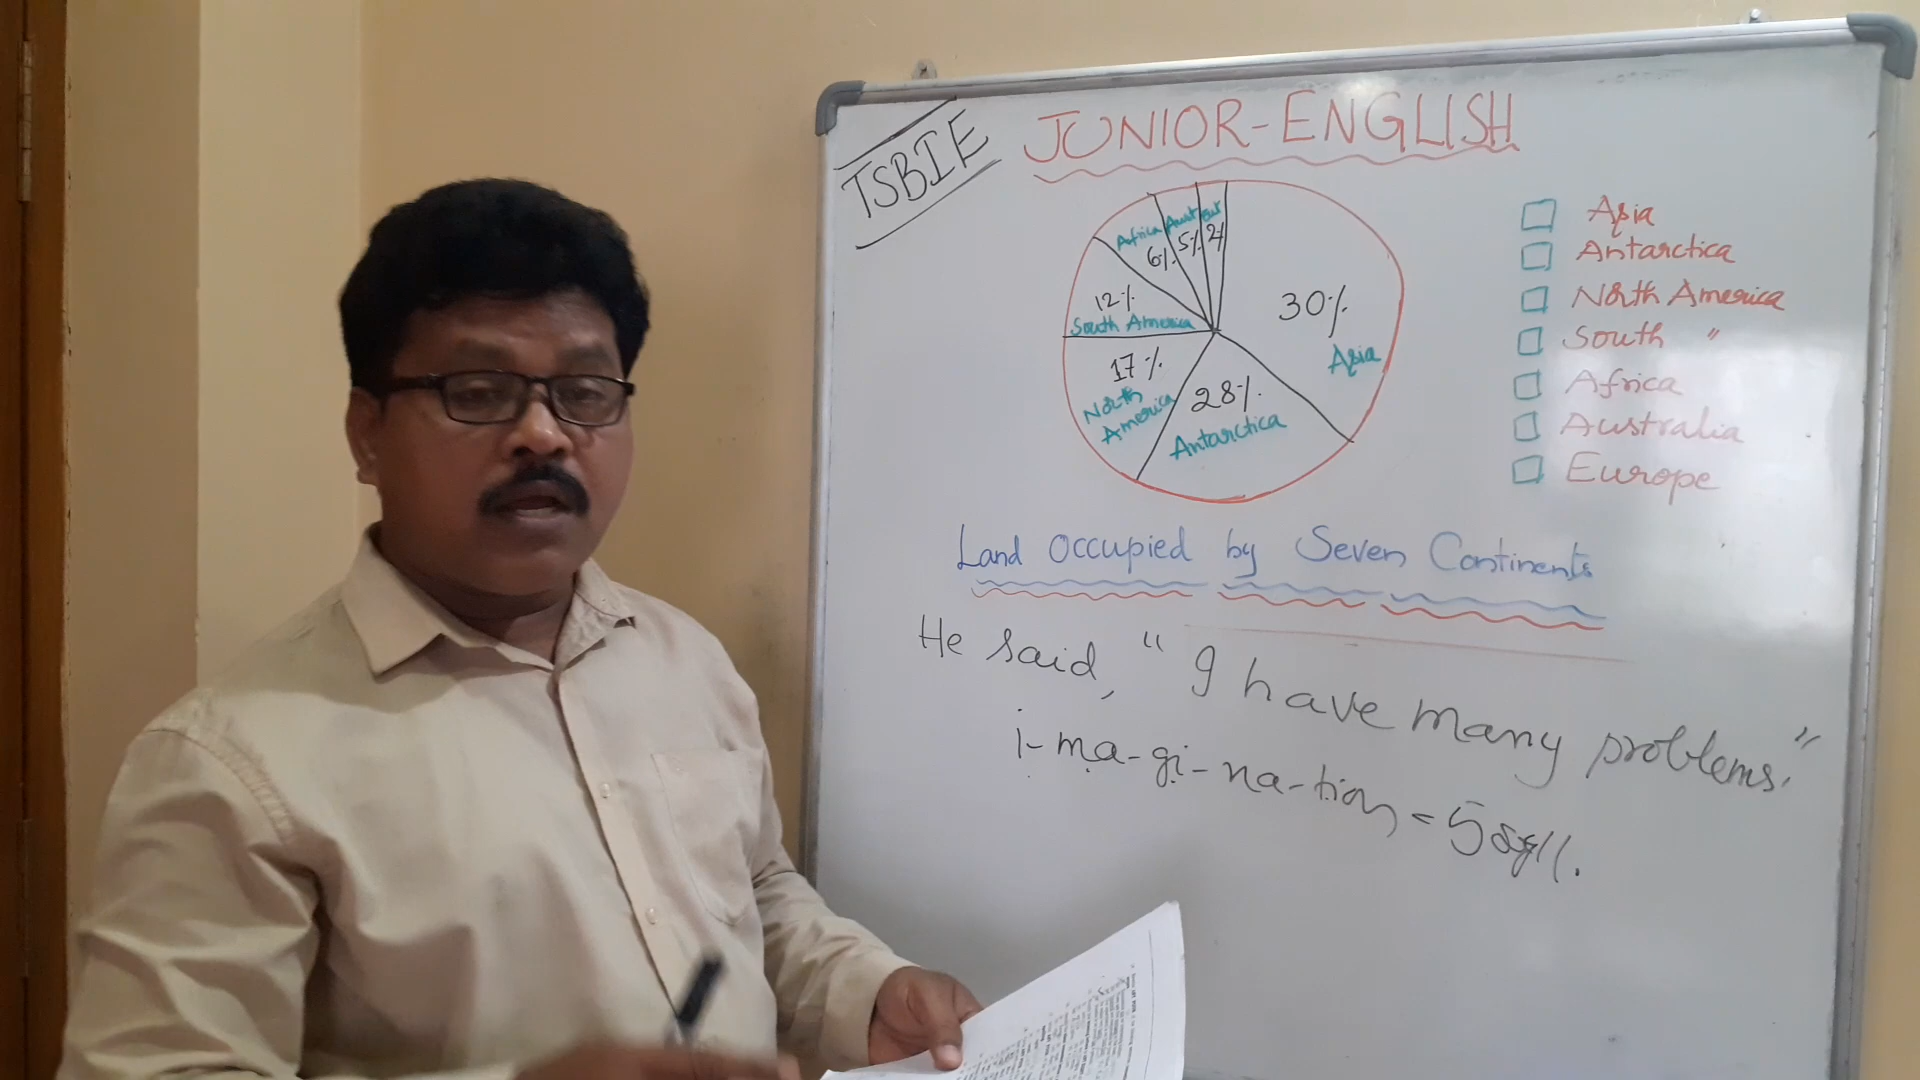 TSBIE
JUNIOR-ENGLISH
Africa
6%
Aust
5%
Eur
2%
30%
Asia
12%
South America
17%
North
America
28%
Antarctica
Asia
Antarctica
North America
South "
Africa
Australia
Europe
Land Occupied by Seven Continents
He said, "I have many problems."
i-ma-gi-na-tion = 5 syll.